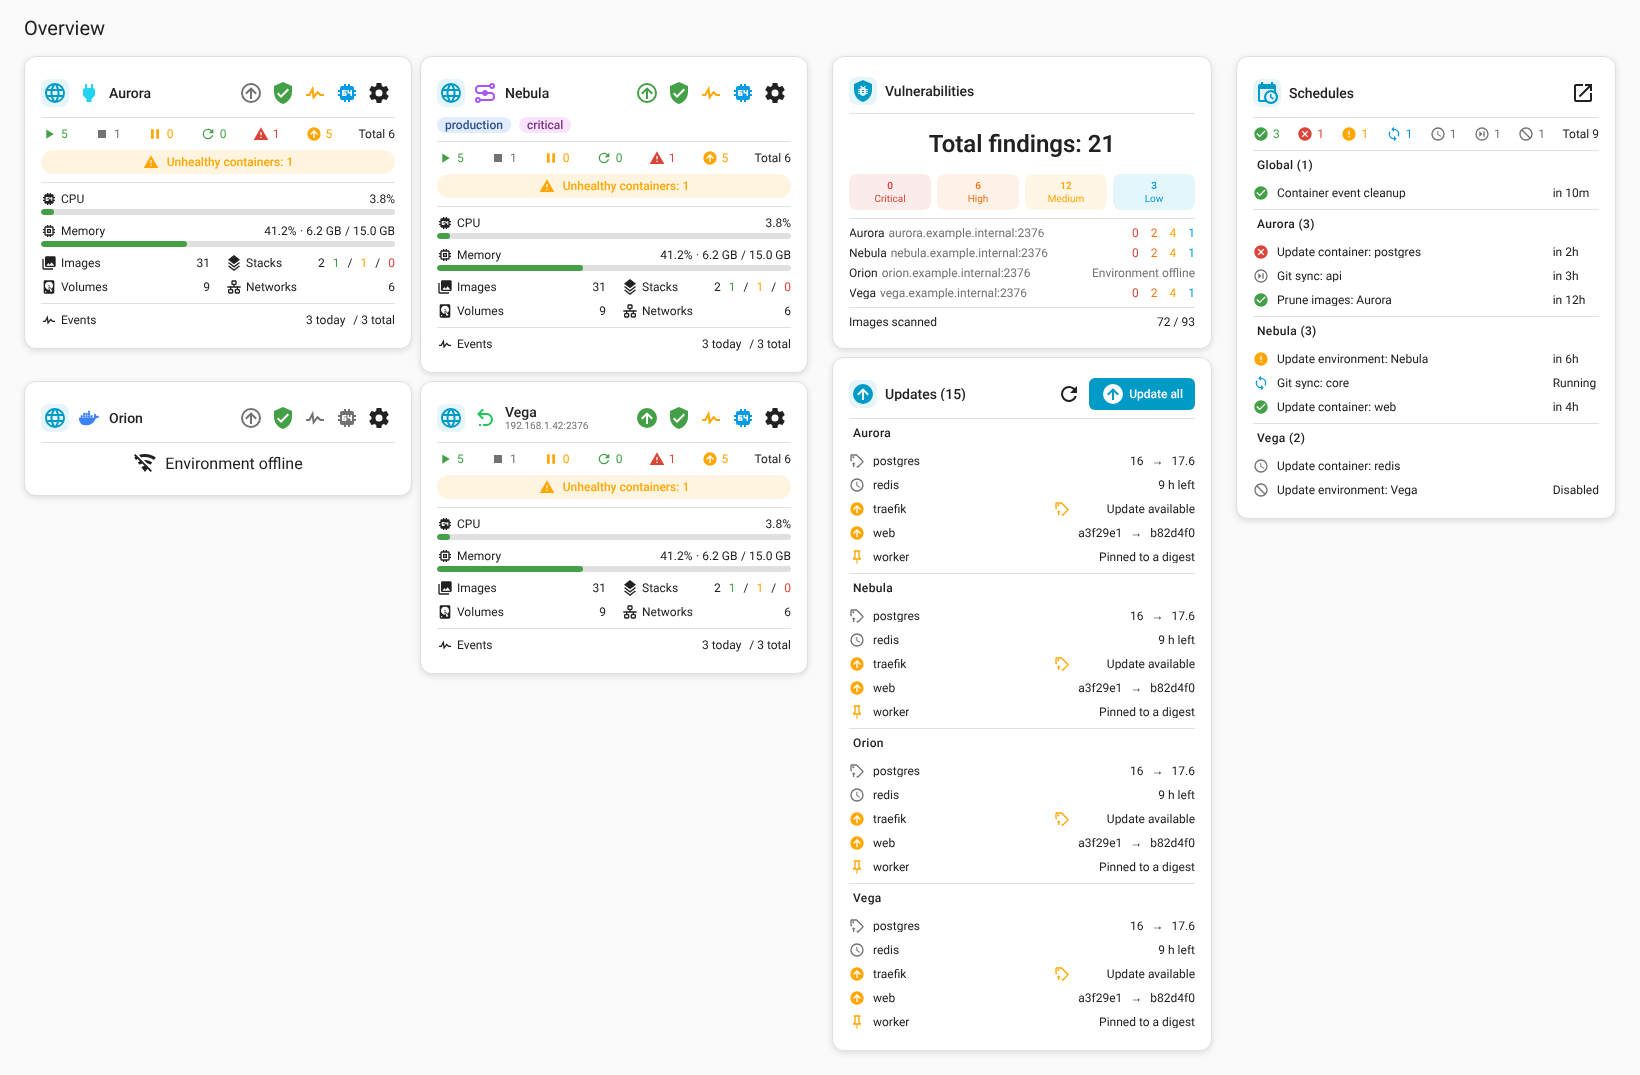 Overview
Aurora
5 1 0 0 1 5 Total 6
Unhealthy containers: 1
CPU 3.8%
Memory 41.2% · 6.2 GB / 15.0 GB
Images 31 Stacks 2 1 / 1 / 0
Volumes 9 Networks 6
Events 3 today / 3 total
Nebula
production critical
5 1 0 0 1 5 Total 6
Unhealthy containers: 1
CPU 3.8%
Memory 41.2% · 6.2 GB / 15.0 GB
Images 31 Stacks 2 1 / 1 / 0
Volumes 9 Networks 6
Events 3 today / 3 total
Orion
Environment offline
Vega
192.168.1.42:2376
5 1 0 0 1 5 Total 6
Unhealthy containers: 1
CPU 3.8%
Memory 41.2% · 6.2 GB / 15.0 GB
Images 31 Stacks 2 1 / 1 / 0
Volumes 9 Networks 6
Events 3 today / 3 total
Vulnerabilities
Total findings: 21
0 6 12 3
Critical High Medium Low
Aurora aurora.example.internal:2376 0 2 4 1
Nebula nebula.example.internal:2376 0 2 4 1
Orion orion.example.internal:2376 Environment offline
Vega vega.example.internal:2376 0 2 4 1
Images scanned 72 / 93
Updates (15) Update all
Aurora
postgres 16 → 17.6
redis 9 h left
traefik Update available
web a3f29e1 → b82d4f0
worker Pinned to a digest
Nebula
postgres 16 → 17.6
redis 9 h left
traefik Update available
web a3f29e1 → b82d4f0
worker Pinned to a digest
Orion
postgres 16 → 17.6
redis 9 h left
traefik Update available
web a3f29e1 → b82d4f0
worker Pinned to a digest
Vega
postgres 16 → 17.6
redis 9 h left
traefik Update available
web a3f29e1 → b82d4f0
worker Pinned to a digest
Schedules
3 1 1 1 1 1 1 Total 9
Global (1)
Container event cleanup in 10m
Aurora (3)
Update container: postgres in 2h
Git sync: api in 3h
Prune images: Aurora in 12h
Nebula (3)
Update environment: Nebula in 6h
Git sync: core Running
Update container: web in 4h
Vega (2)
Update container: redis
Update environment: Vega Disabled